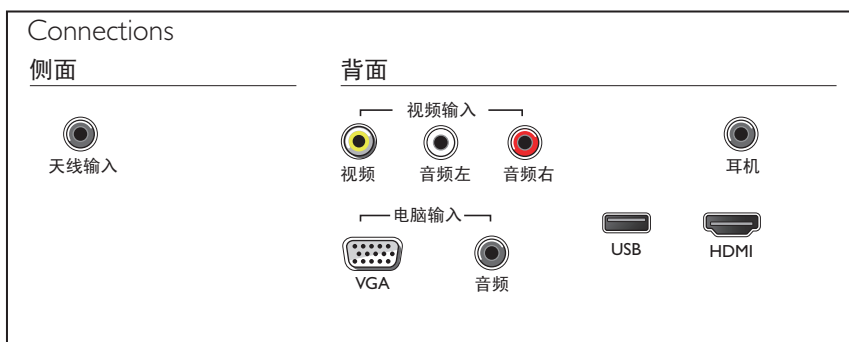 Connections
侧面
背面
天线输入
视频输入
视频
音频左
音频右
耳机
电脑输入
VGA
音频
USB
HDMI